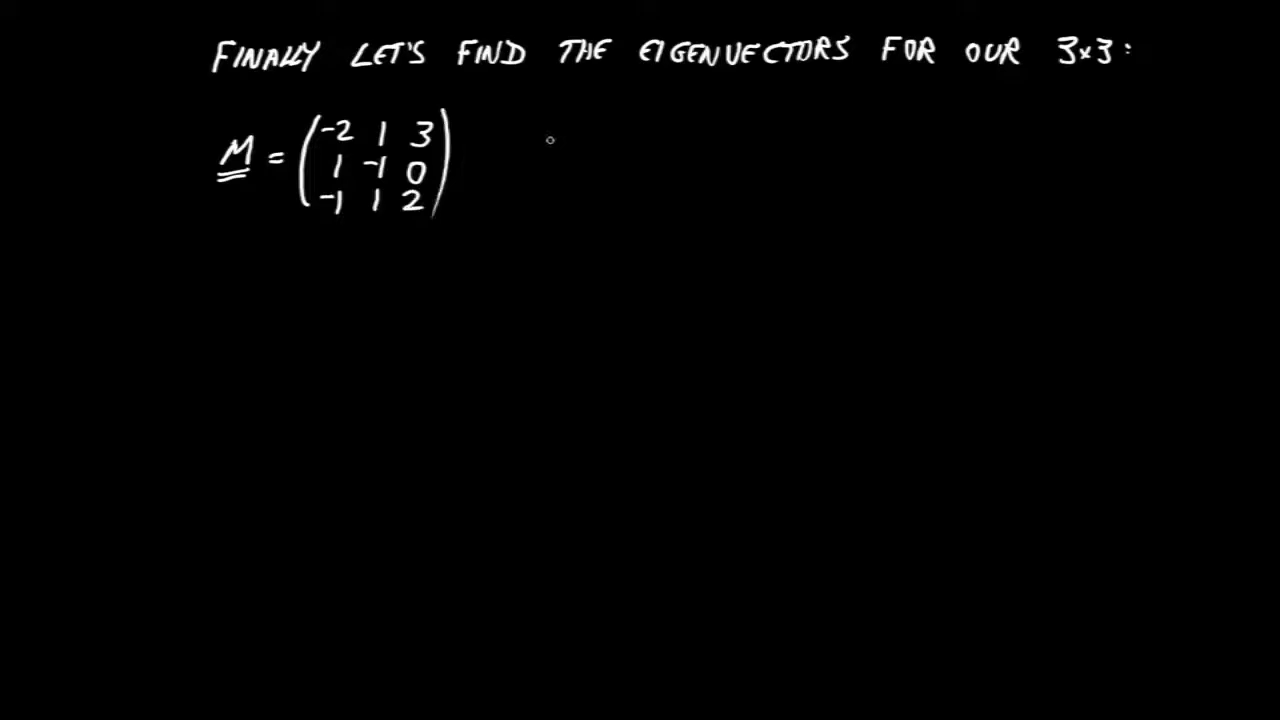 FINALLY LET'S FIND THE EIGENVECTORS FOR OUR 3×3:
M = (-2 1 3
1 -1 0
-1 1 2)